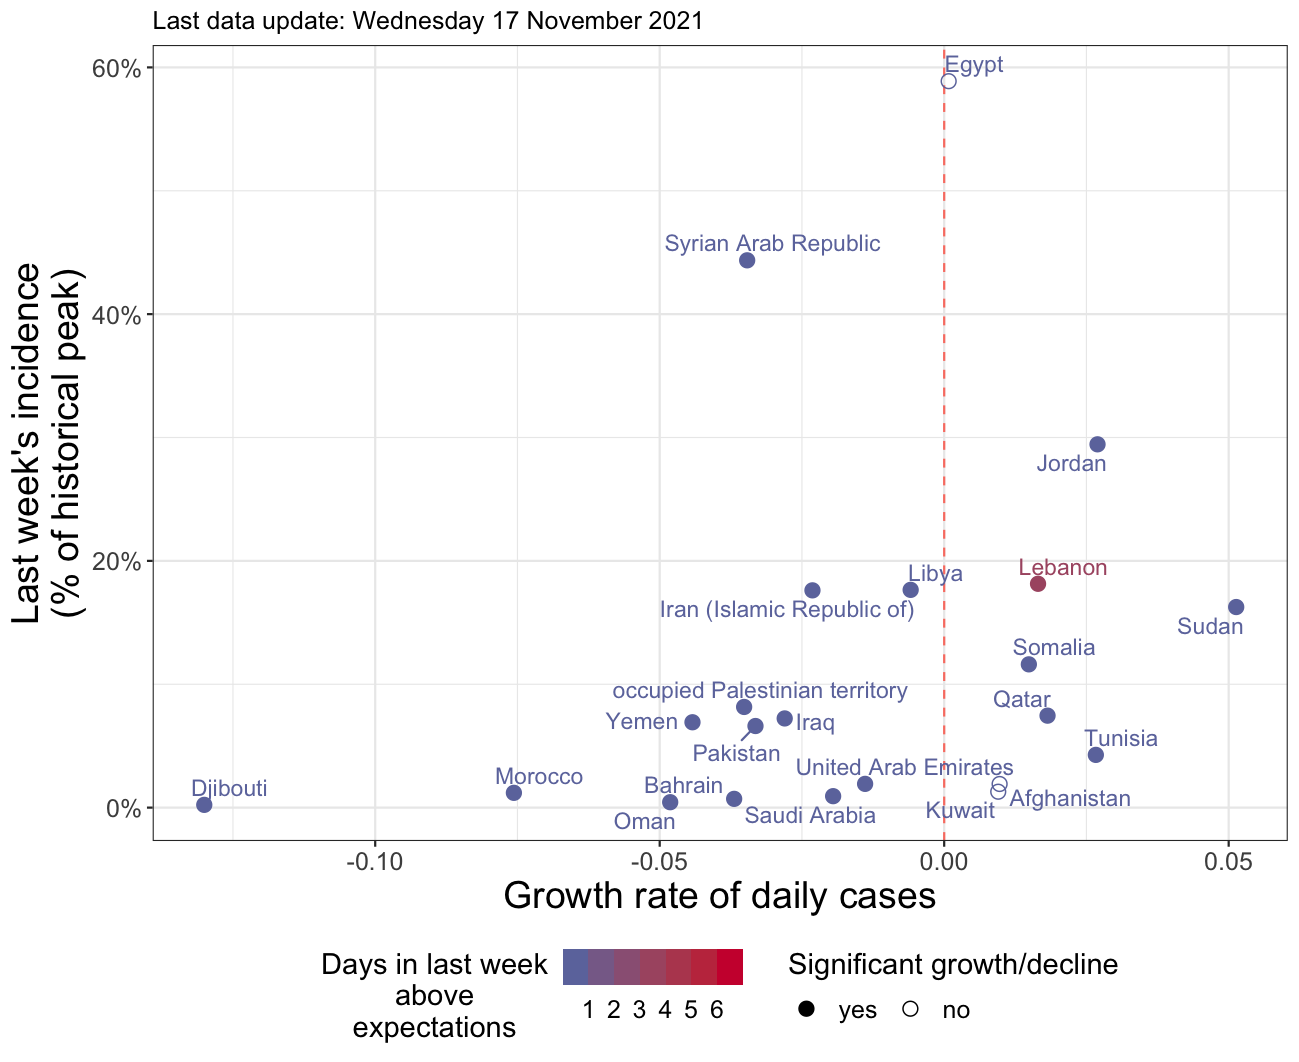 Last data update: Wednesday 17 November 2021
60%
Egypt
Syrian Arab Republic
40%
Jordan
Last week's incidence
(% of historical peak)
20%
Libya
Lebanon
Iran (Islamic Republic of)
Sudan
Somalia
occupied Palestinian territory
Qatar
Yemen
Iraq
Pakistan
Tunisia
United Arab Emirates
Djibouti
Morocco
Bahrain
Afghanistan
0%
Oman
Saudi Arabia
Kuwait
-0.10
-0.05
0.00
0.05
Growth rate of daily cases
Days in last week
above
expectations
1 2 3 4 5 6
Significant growth/decline
yes
no